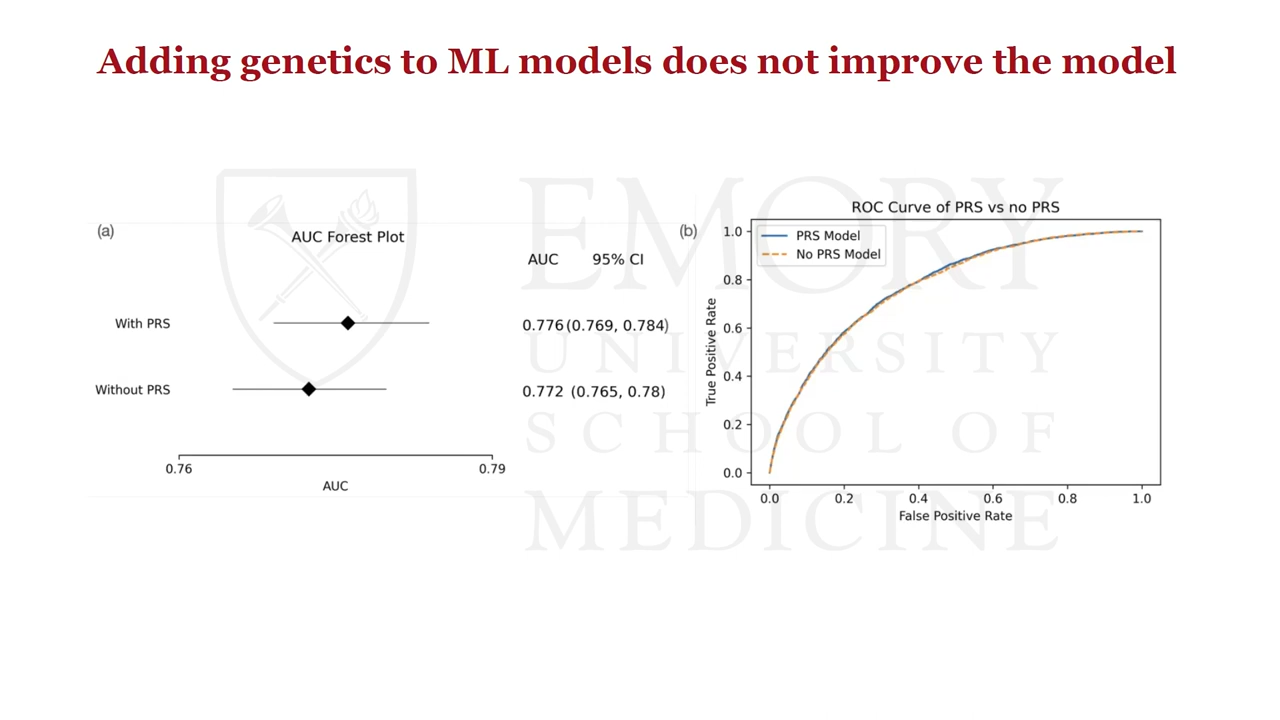 Adding genetics to ML models does not improve the model
(a)
AUC Forest Plot
AUC 95% CI
With PRS 0.776 (0.769, 0.784)
Without PRS 0.772 (0.765, 0.78)
0.76 0.79
AUC
(b)
ROC Curve of PRS vs no PRS
PRS Model
No PRS Model
True Positive Rate
1.0
0.8
0.6
0.4
0.2
0.0
0.0 0.2 0.4 0.6 0.8 1.0
False Positive Rate
EMORY
UNIVERSITY
SCHOOL OF
MEDICINE